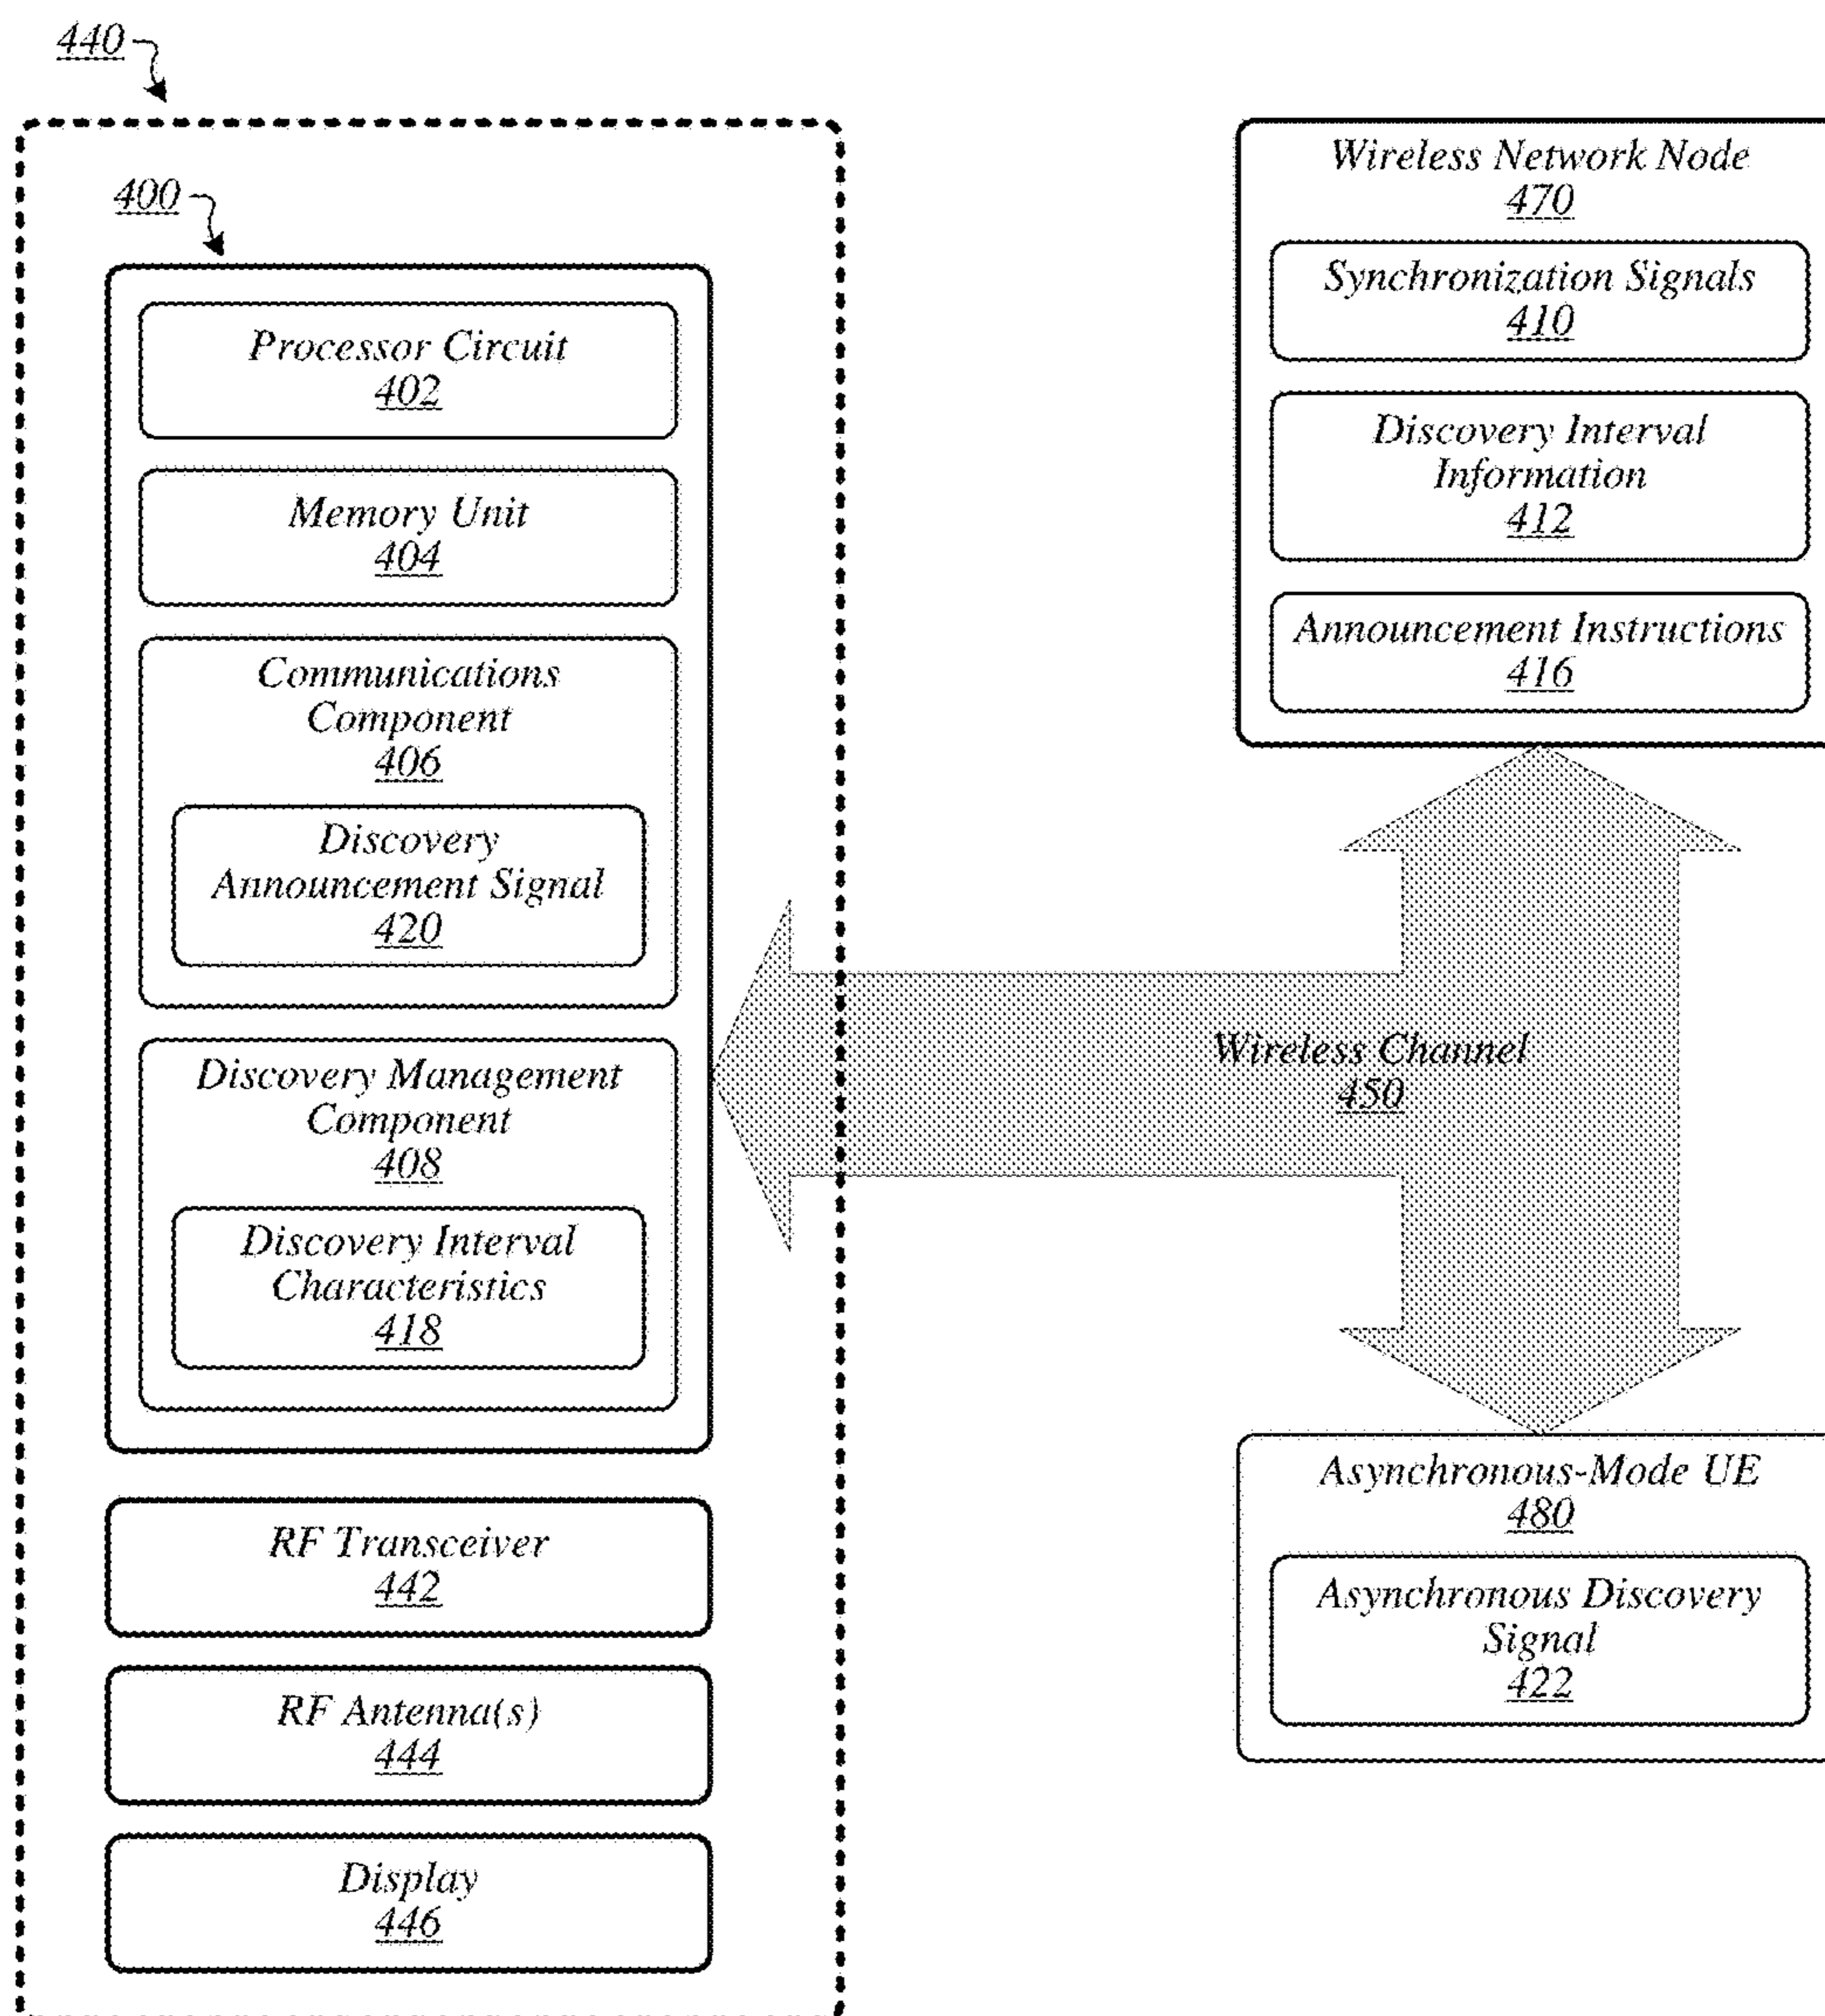 440
400
Processor Circuit
402
Memory Unit
404
Communications
Component
406
Discovery
Announcement Signal
420
Discovery Management
Component
408
Discovery Interval
Characteristics
418
RF Transceiver
442
RF Antenna(s)
444
Display
446
Wireless Channel
450
Wireless Network Node
470
Synchronization Signals
410
Discovery Interval
Information
412
Announcement Instructions
416
Asynchronous-Mode UE
480
Asynchronous Discovery
Signal
422